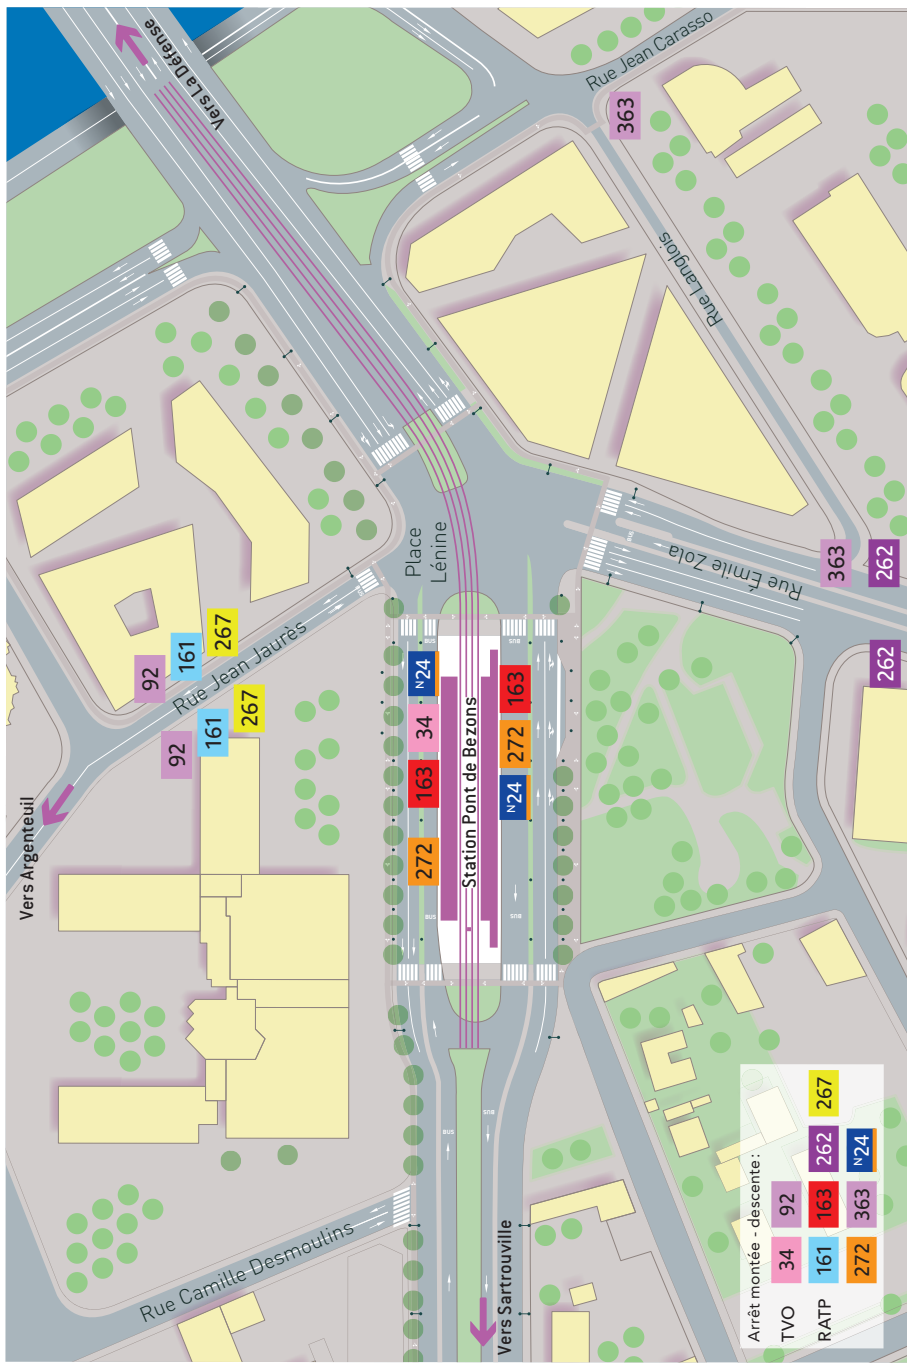 Vers La Défense
Rue Jean Carasso
363
Rue Langlois
Place
Lénine
Rue Émile Zola
BUS
363
262
262
92
161
267
Rue Jean Jaurès
92
161
267
Vers Argenteuil
BUS
BUS
N24
34
163
272
Station Pont de Bezons
163
272
N24
BUS
BUS
BUS
BUS
Rue Camille Desmoulins
Vers Sartrouville
Arrêt montée - descente :
TVO 34 92
RATP 161 163 262 267
272 363 N24